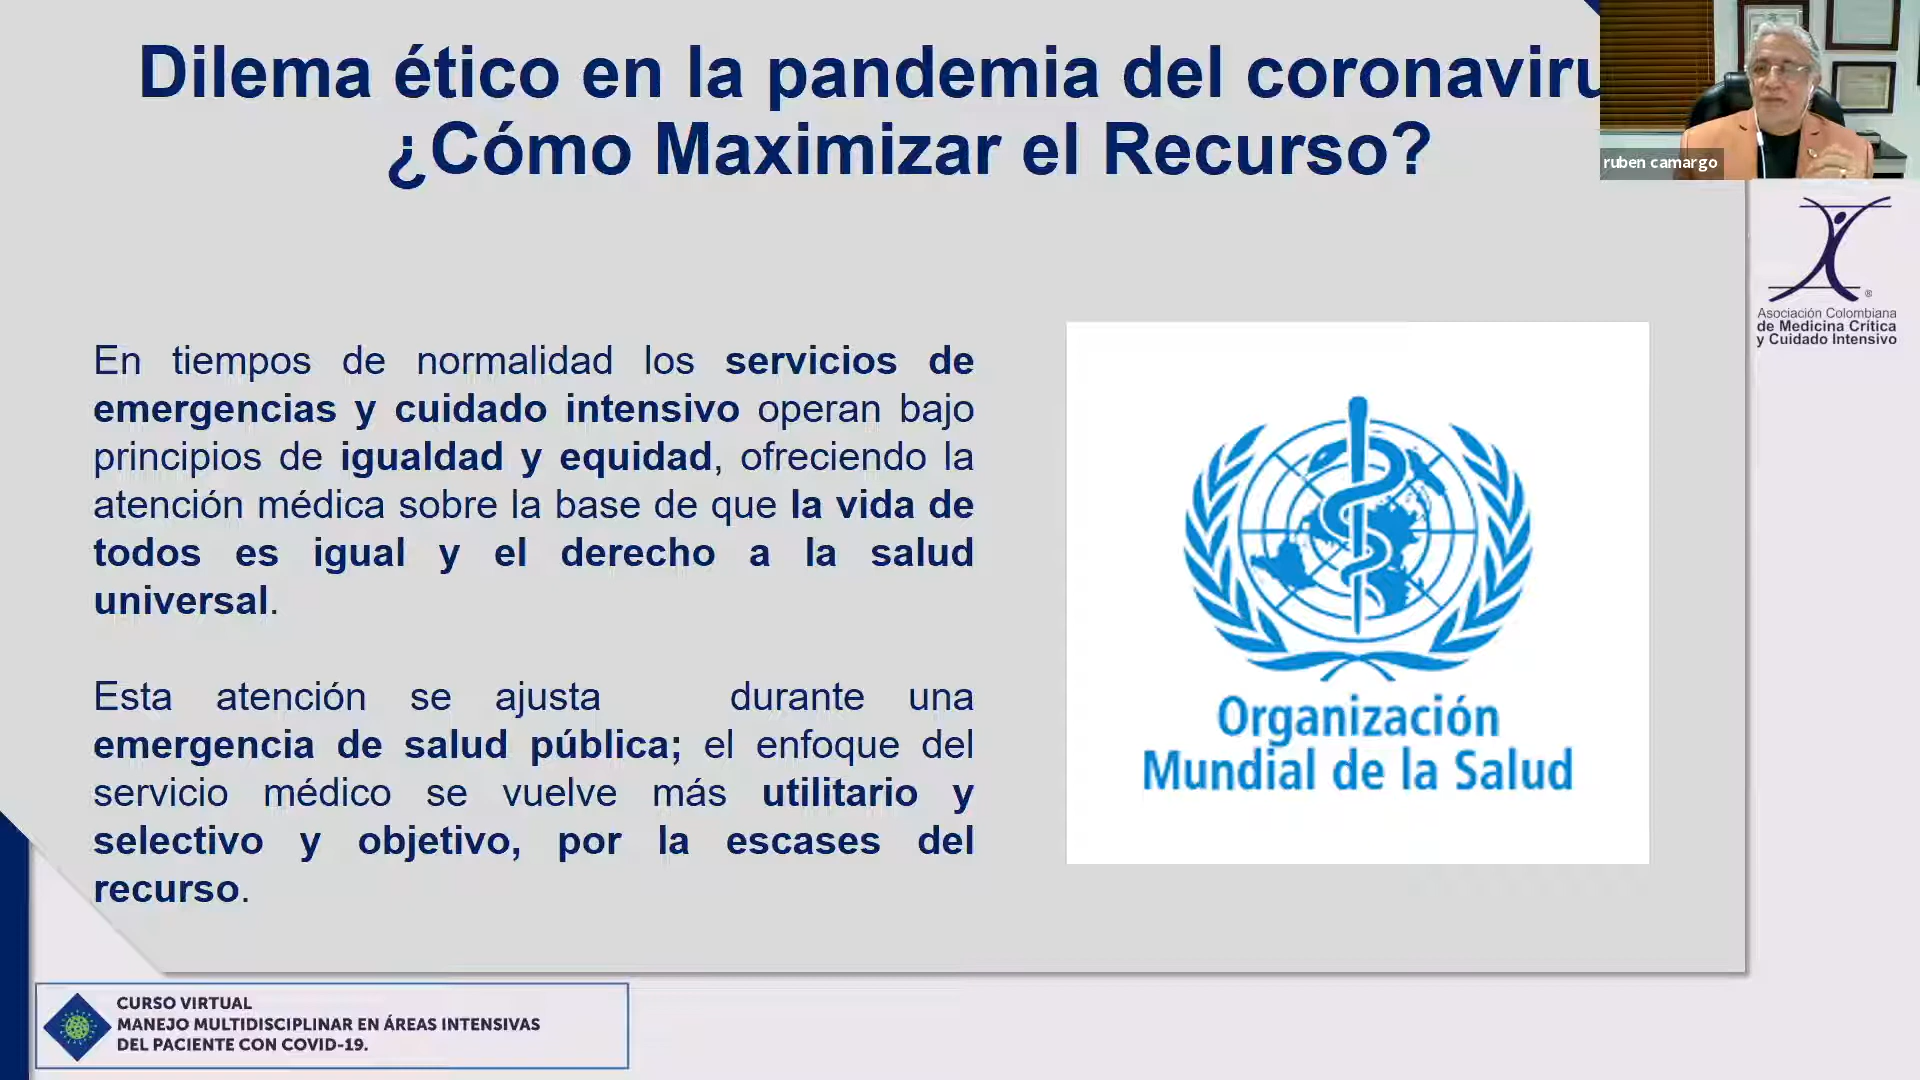 Dilema ético en la pandemia del coronaviru
¿Cómo Maximizar el Recurso?
ruben camargo
Asociación Colombiana
de Medicina Crítica
y Cuidado Intensivo
En tiempos de normalidad los servicios de
emergencias y cuidado intensivo operan bajo
principios de igualdad y equidad, ofreciendo la
atención médica sobre la base de que la vida de
todos es igual y el derecho a la salud
universal.
Esta atención se ajusta durante una
emergencia de salud pública; el enfoque del
servicio médico se vuelve más utilitario y
selectivo y objetivo, por la escases del
recurso.
Organización
Mundial de la Salud
CURSO VIRTUAL
MANEJO MULTIDISCIPLINAR EN ÁREAS INTENSIVAS
DEL PACIENTE CON COVID-19.